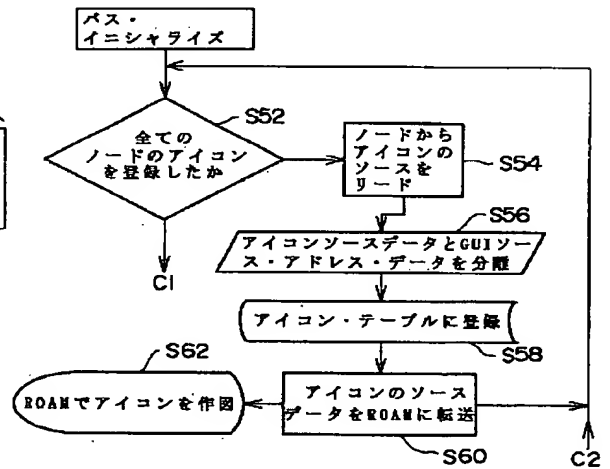 パス・
イニシャライズ
S52
全ての
ノードのアイコン
を登録したか
ノードから
アイコンの
ソースを
リード
S54
S56
アイコンソースデータとGUIソー
ス・アドレス・データを分離
C1
アイコン・テーブルに登録
S58
S62
ROAMでアイコンを作図
アイコンのソース
データをROAMに転送
S60
C2